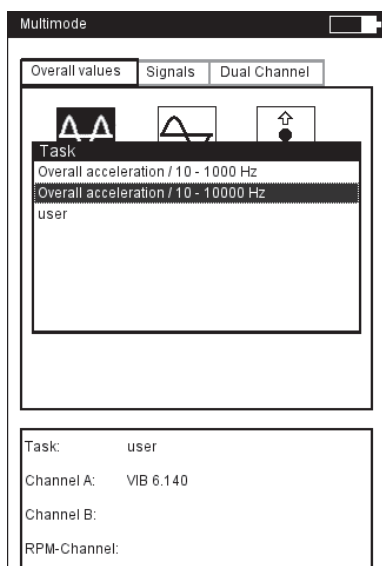 Multimode
Overall values Signals Dual Channel
Task
Overall acceleration / 10 - 1000 Hz
Overall acceleration / 10 - 10000 Hz
user
Task: user
Channel A: VIB 6.140
Channel B:
RPM-Channel: